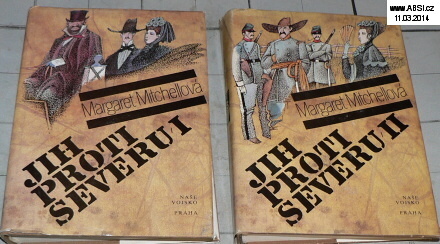 www.ABSi.cz
11.03.2014
Margaret Mitchellová
JIH
PROTI
SEVERU I
NAŠE
VOJSKO
PRAHA
Margaret Mitchellová
JIH
PROTI
SEVERU II
NAŠE
VOJSKO
PRAHA